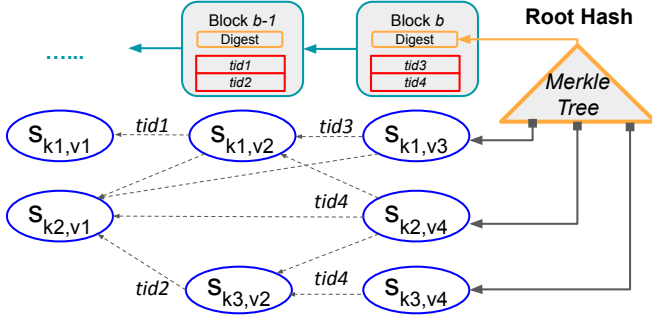 Block b-1
Digest
tid1
tid2
Block b
Digest
tid3
tid4
Root Hash
Merkle
Tree
......
Sk1,v1
tid1
Sk1,v2
tid3
Sk1,v3
Sk2,v1
tid4
Sk2,v4
tid2
Sk3,v2
tid4
Sk3,v4